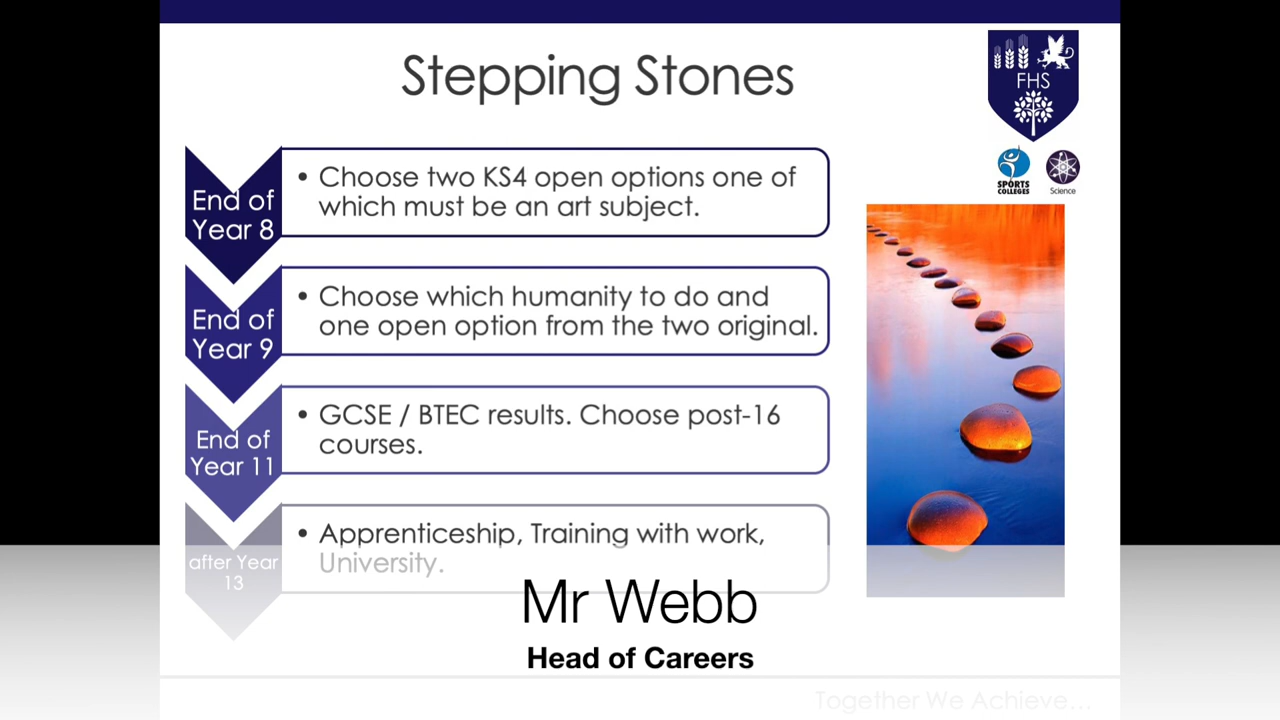 Stepping Stones
FHS
SPORTS
COLLEGES
Science
End of
Year 8
• Choose two KS4 open options one of
which must be an art subject.
End of
Year 9
• Choose which humanity to do and
one open option from the two original.
End of
Year 11
• GCSE / BTEC results. Choose post-16
courses.
after Year
13
• Apprenticeship, Training with work,
University.
Mr Webb
Head of Careers
Together We Achieve...